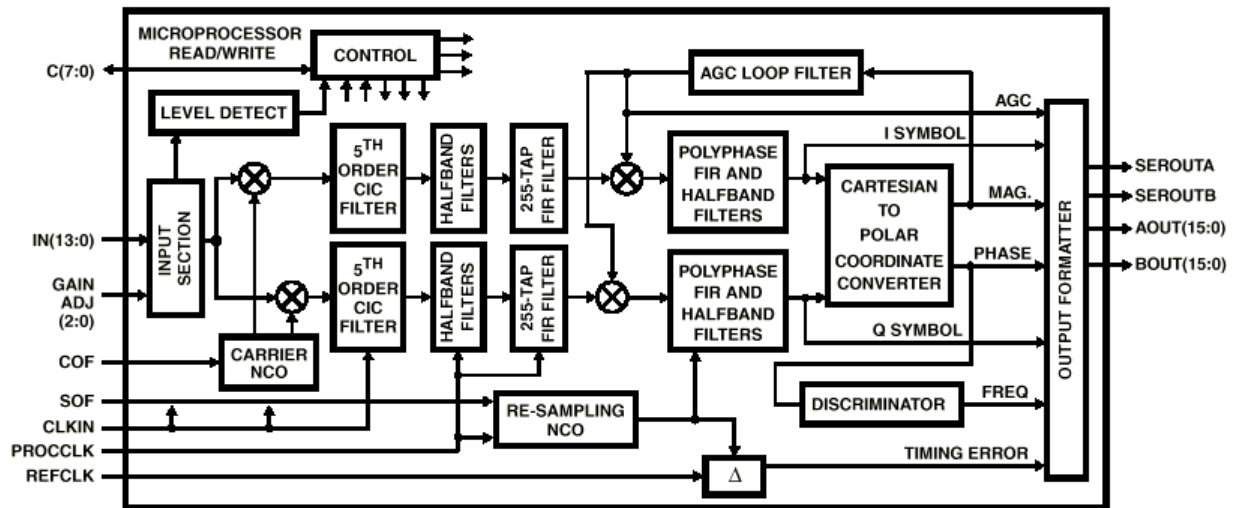 MICROPROCESSOR
READ/WRITE
C(7:0)
CONTROL
LEVEL DETECT
AGC LOOP FILTER
AGC
I SYMBOL
5TH
ORDER
CIC
FILTER
HALFBAND
FILTERS
255-TAP
FIR FILTER
POLYPHASE
FIR AND
HALFBAND
FILTERS
CARTESIAN
TO
POLAR
COORDINATE
CONVERTER
MAG.
PHASE
SEROUTA
SEROUTB
AOUT(15:0)
BOUT(15:0)
OUTPUT FORMATTER
IN(13:0)
INPUT
SECTION
GAIN
ADJ
(2:0)
5TH
ORDER
CIC
FILTER
HALFBAND
FILTERS
255-TAP
FIR FILTER
POLYPHASE
FIR AND
HALFBAND
FILTERS
Q SYMBOL
COF
CARRIER
NCO
SOF
CLKIN
PROCCLK
REFCLK
RE-SAMPLING
NCO
DISCRIMINATOR
FREQ
TIMING ERROR
Δ